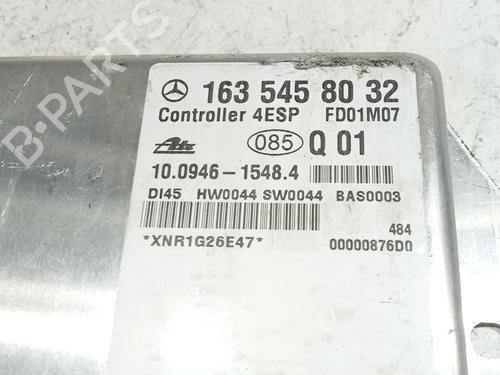 163 545 80 32
Controller 4ESP FD01M07
Ate 085 Q 01
10.0946-1548.4
DI45 HW0044 SW0044 BAS0003
484
*XNR1G26E47* 00000876D0
B-Parts